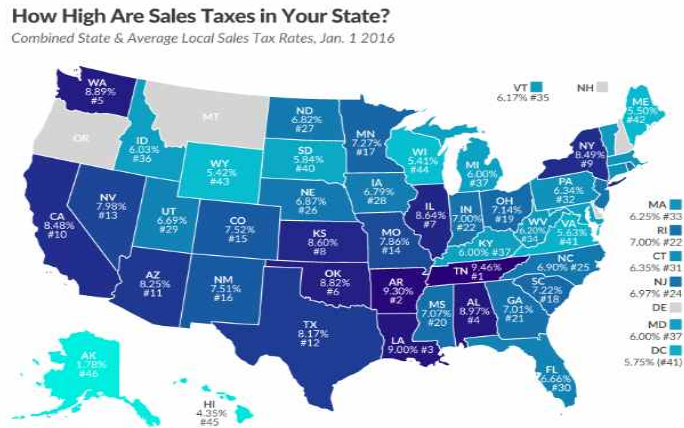 How High Are Sales Taxes in Your State?
Combined State & Average Local Sales Tax Rates, Jan. 1 2016
WA
8.89%
#5
MT
ND
6.82%
#27
MN
7.27%
#17
VT
6.17% #35
NH
ME
5.50%
#42
OR
ID
6.03%
#36
WY
5.42%
#43
SD
5.84%
#40
WI
5.41%
#44
MI
6.00%
#37
NY
8.49%
#9
NV
7.98%
#13
UT
6.69%
#29
CO
7.52%
#15
NE
6.87%
#26
IA
6.79%
#28
IL
8.64%
#7
IN
7.00%
#22
OH
7.14%
#19
PA
6.34%
#32
CA
8.48%
#10
KS
8.60%
#8
MO
7.86%
#14
KY
6.00% #37
WV
6.20%
#34
VA
5.63%
#41
MA
6.25% #33
RI
7.00% #22
CT
6.35% #31
NJ
6.97% #24
DE
MD
6.00% #37
DC
5.75% (#41)
AZ
8.25%
#11
NM
7.51%
#16
OK
8.82%
#6
AR
9.30%
#2
TN 9.46%
#1
NC
6.90% #25
SC
7.22%
#18
TX
8.17%
#12
LA
9.00% #3
MS
7.07%
#20
AL
8.97%
#4
GA
7.01%
#21
FL
6.66%
#30
AK
1.78%
#46
HI
4.35%
#45